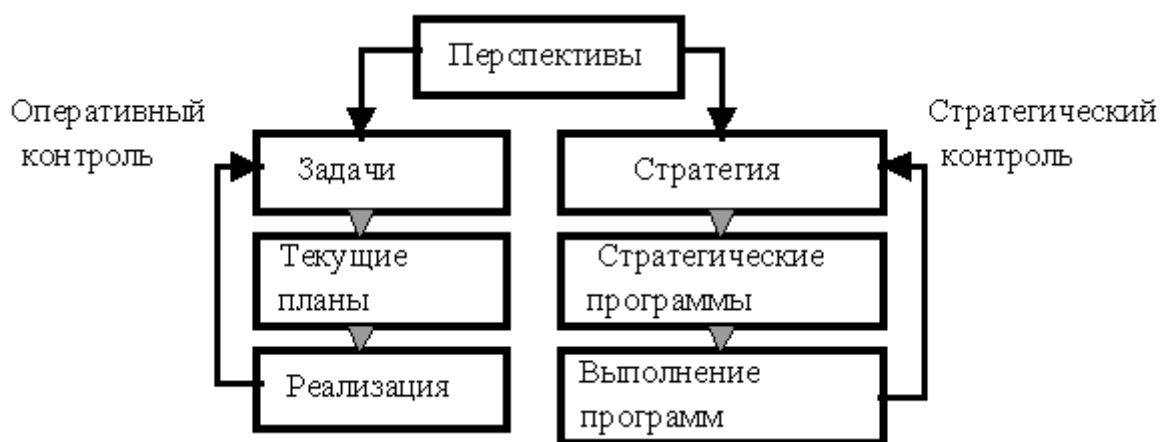 Перспективы
Оперативный
контроль
Стратегический
контроль
Задачи
Стратегия
Текущие
планы
Стратегические
программы
Реализация
Выполнение
программ